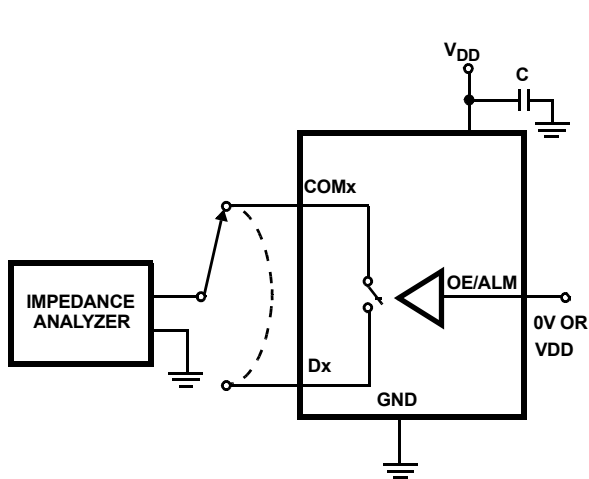 VDD
C
COMx
IMPEDANCE
ANALYZER
OE/ALM
0V OR
VDD
Dx
GND